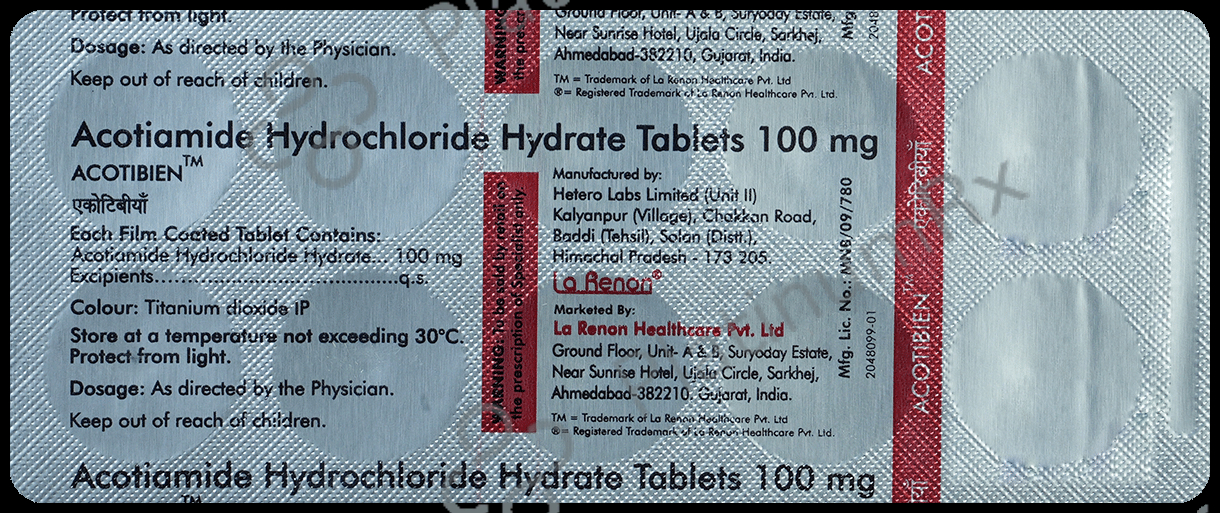 Protect from light.
Dosage: As directed by the Physician.
Keep out of reach of children.
WARNING
the pre
Ground Floor, Unit- A & B, Suryoday Estate,
Near Sunrise Hotel, Ujala Circle, Sarkhej,
Ahmedabad-382210, Gujarat, India.
TM = Trademark of La Renon Healthcare Pvt. Ltd
®= Registered Trademark of La Renon Healthcare Pvt. Ltd.
Mfg.
2048
ACOT
Acotiamide Hydrochloride Hydrate Tablets 100 mg
ACOTIBIEN™
एकोटिबीयाँ
Each Film Coated Tablet Contains:
Acotiamide Hydrochloride Hydrate... 100 mg
Excipients.............................................q.s.
Colour: Titanium dioxide IP
Store at a temperature not exceeding 30°C.
Protect from light.
Dosage: As directed by the Physician.
Keep out of reach of children.
WARNING: To be sold by retail on
the prescription of Specialist only.
Manufactured by:
Hetero Labs Limited (Unit II)
Kalyanpur (Village), Chakkan Road,
Baddi (Tehsil), Solan (Distt.),
Himachal Pradesh - 173 205.
La Renon®
Marketed By:
La Renon Healthcare Pvt. Ltd
Ground Floor, Unit- A & B, Suryoday Estate,
Near Sunrise Hotel, Ujala Circle, Sarkhej,
Ahmedabad-382210, Gujarat, India.
TM = Trademark of La Renon Healthcare Pvt. Ltd
®= Registered Trademark of La Renon Healthcare Pvt. Ltd.
Mfg. Lic. No.: MNB/09/780
2048099-01
ACOTIBIEN™
एकोटिबीयाँ
Acotiamide Hydrochloride Hydrate Tablets 100 mg
TM